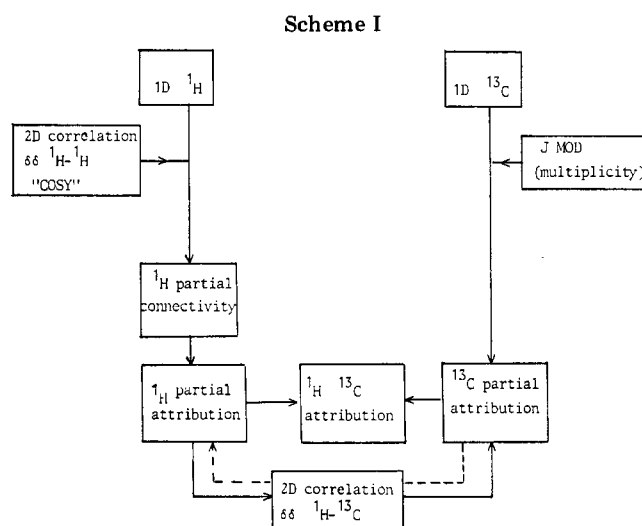 Scheme I
1D ¹H
1D ¹³C
2D correlation
δδ ¹H-¹H
"COSY"
J MOD
(multiplicity)
¹H partial
connectivity
¹H partial
attribution
¹H ¹³C
attribution
¹³C partial
attribution
2D correlation
δδ ¹H-¹³C